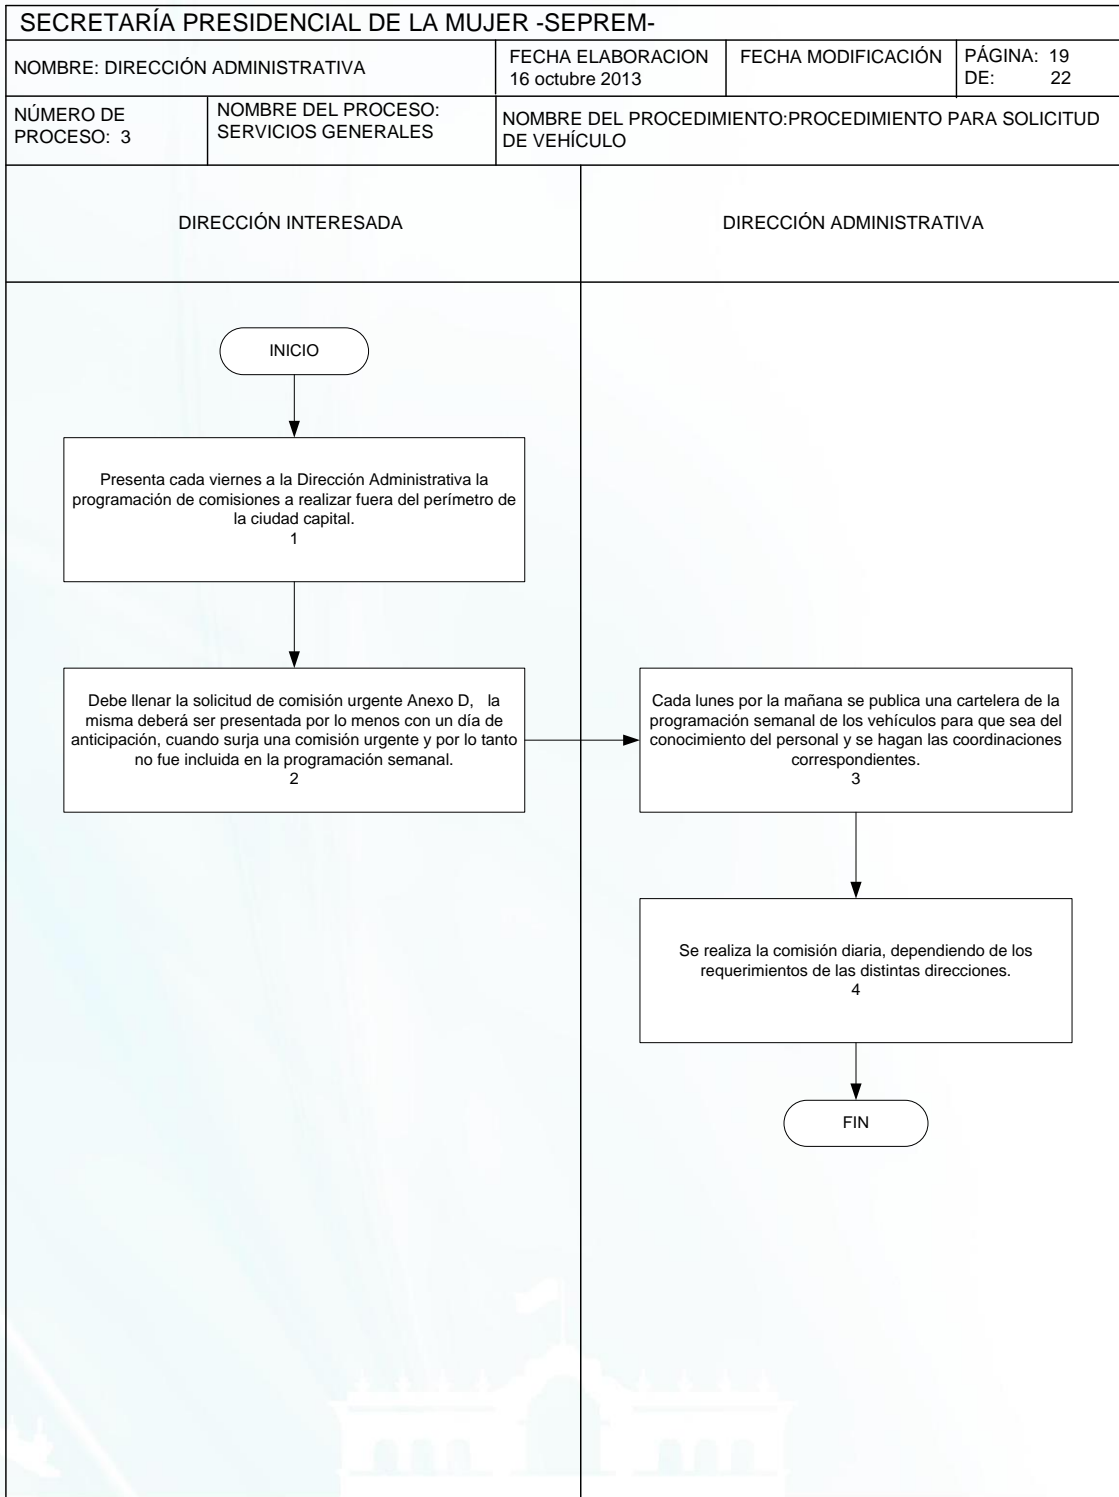 SECRETARÍA PRESIDENCIAL DE LA MUJER -SEPREM-
NOMBRE: DIRECCIÓN ADMINISTRATIVA
FECHA ELABORACION
16 octubre 2013
FECHA MODIFICACIÓN
PÁGINA: 19
DE: 22
NÚMERO DE
PROCESO: 3
NOMBRE DEL PROCESO:
SERVICIOS GENERALES
NOMBRE DEL PROCEDIMIENTO:PROCEDIMIENTO PARA SOLICITUD
DE VEHÍCULO
DIRECCIÓN INTERESADA
DIRECCIÓN ADMINISTRATIVA
INICIO
Presenta cada viernes a la Dirección Administrativa la
programación de comisiones a realizar fuera del perímetro de
la ciudad capital.
1
Debe llenar la solicitud de comisión urgente Anexo D, la
misma deberá ser presentada por lo menos con un día de
anticipación, cuando surja una comisión urgente y por lo tanto
no fue incluida en la programación semanal.
2
Cada lunes por la mañana se publica una cartelera de la
programación semanal de los vehículos para que sea del
conocimiento del personal y se hagan las coordinaciones
correspondientes.
3
Se realiza la comisión diaria, dependiendo de los
requerimientos de las distintas direcciones.
4
FIN